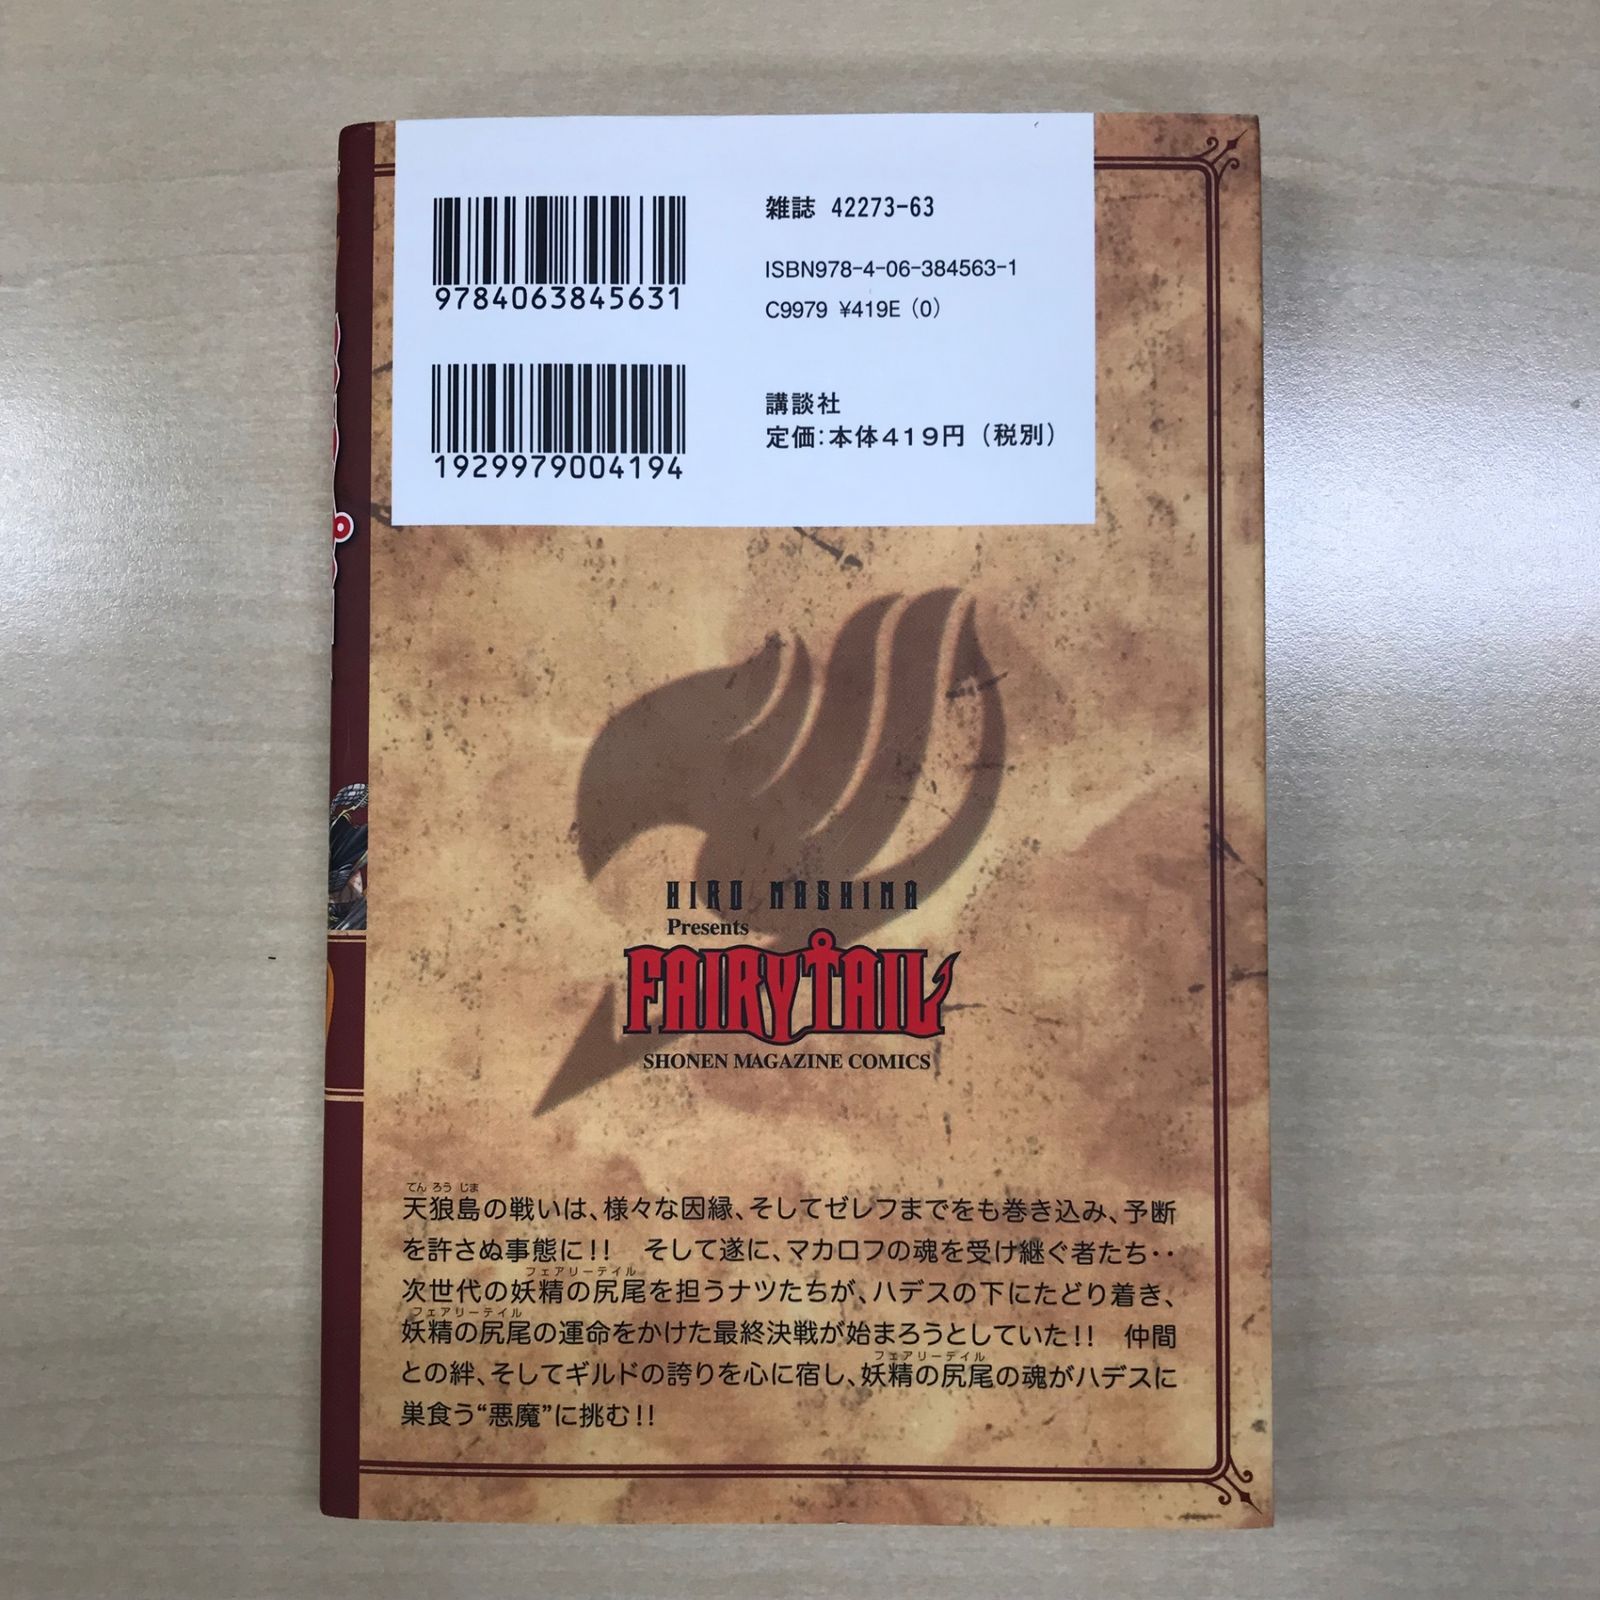 9784063845631
1929979004194
雑誌 42273-63
ISBN978-4-06-384563-1
C9979 ¥419E (0)
講談社
定価:本体419円(税別)
HIRO MASHIMA
Presents
FAIRY TAIL
SHONEN MAGAZINE COMICS
てん ろう じま
天狼島の戦いは、様々な因縁、そしてゼレフまでをも巻き込み、予断
を許さぬ事態に!! そして遂に、マカロフの魂を受け継ぐ者たち‥
フェアリーテイル
次世代の妖精の尻尾を担うナツたちが、ハデスの下にたどり着き、
フェアリーテイル
妖精の尻尾の運命をかけた最終決戦が始まろうとしていた!! 仲間
フェアリーテイル
との絆、そしてギルドの誇りを心に宿し、妖精の尻尾の魂がハデスに
巣食う“悪魔”に挑む!!